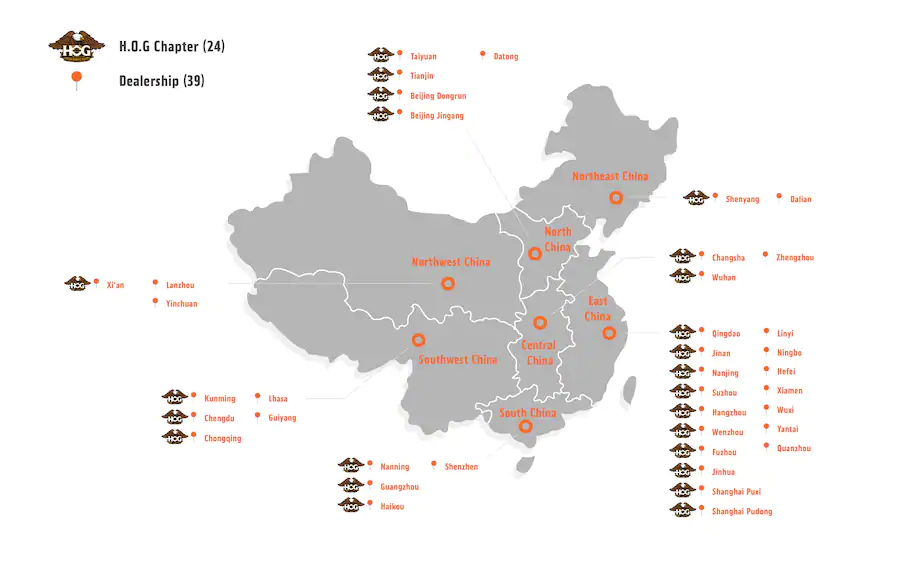 HOG
H.O.G Chapter (24)
Dealership (39)
HOG Taiyuan Datong
HOG Tianjin
HOG Beijing Dongrun
HOG Beijing Jingang
Northeast China
HOG Shenyang Dalian
North
China
HOG Changsha Zhengzhou
HOG Wuhan
Northwest China
HOG Xi'an Lanzhou
Yinchuan
East
China
Central
China
Southwest China
HOG Qingdao Linyi
HOG Jinan Ningbo
HOG Nanjing Hefei
HOG Suzhou Xiamen
HOG Hangzhou Wuxi
HOG Wenzhou Yantai
HOG Fuzhou Quanzhou
HOG Jinhua
HOG Shanghai Puxi
HOG Shanghai Pudong
HOG Kunming Lhasa
HOG Chengdu Guiyang
HOG Chongqing
South China
HOG Nanning Shenzhen
HOG Guangzhou
HOG Haikou